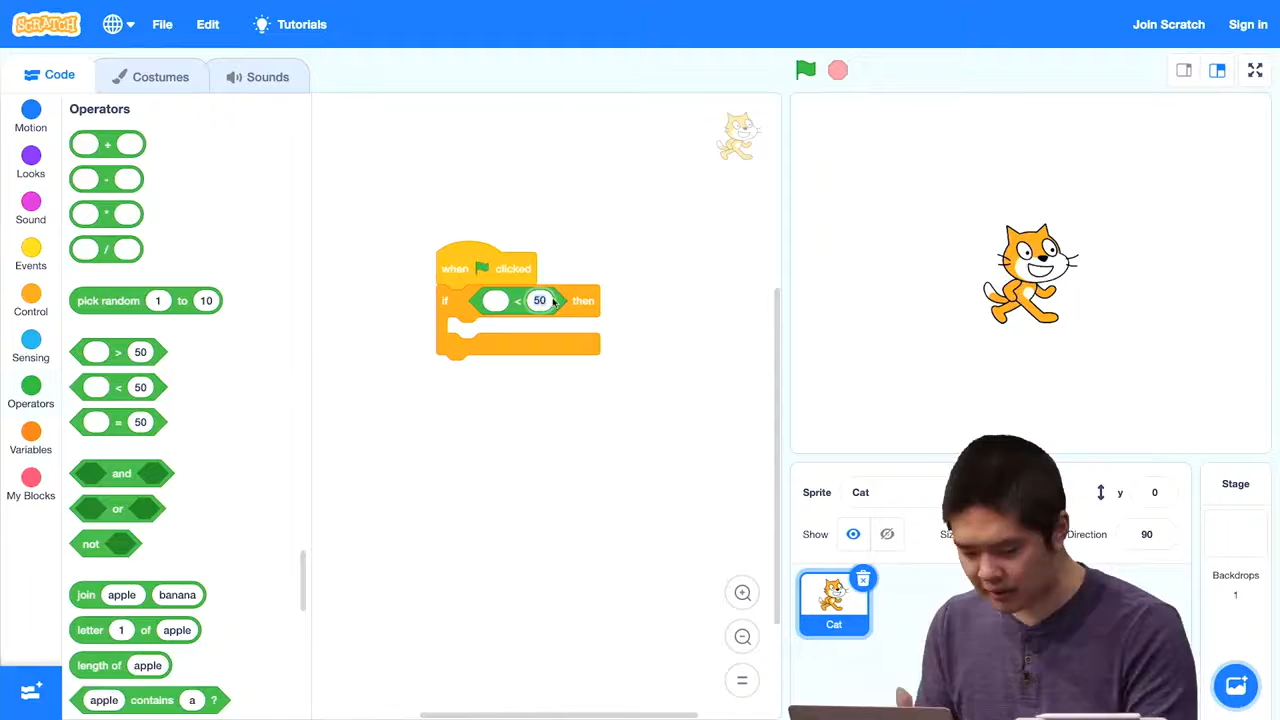 SCRATCH File Edit Tutorials Join Scratch Sign in
Code Costumes Sounds
Motion
Looks
Sound
Events
Control
Sensing
Operators
Variables
My Blocks
Operators
+
-
*
/
pick random 1 to 10
> 50
< 50
= 50
and
or
not
join apple banana
letter 1 of apple
length of apple
apple contains a ?
when clicked
if < 50 then
=
Sprite Cat y 0
Show Direction 90
Cat
Stage
Backdrops
1